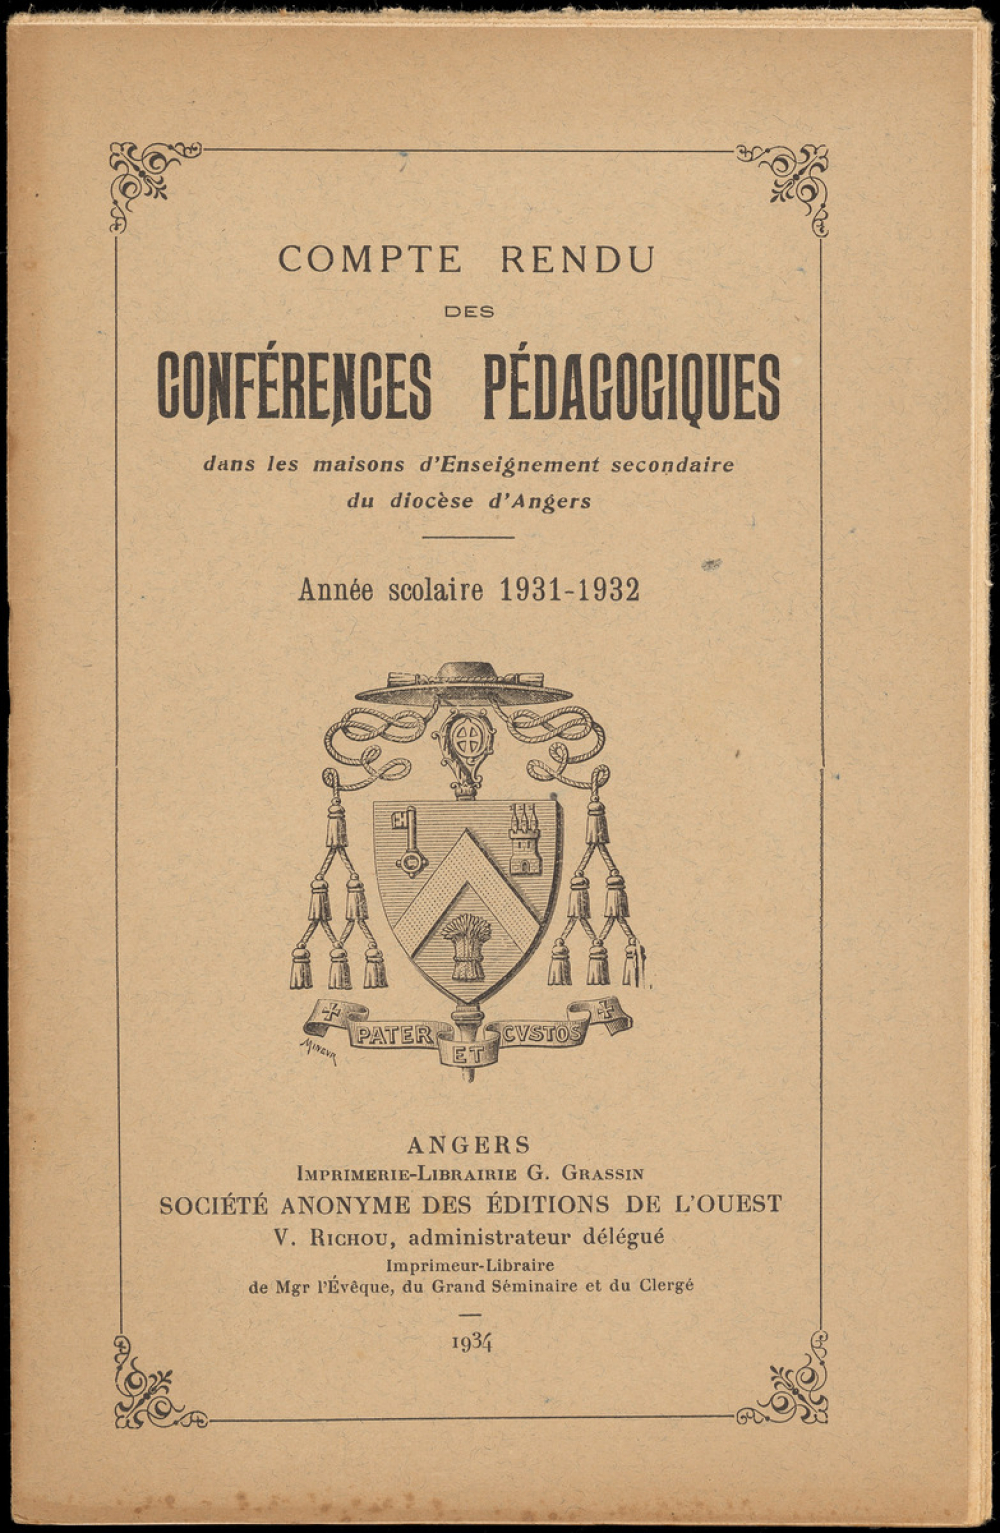 COMPTE RENDU
DES
CONFÉRENCES PÉDAGOGIQUES
dans les maisons d'Enseignement secondaire
du diocèse d'Angers
Année scolaire 1931-1932
PATER ET CVSTOS
MINEVR
ANGERS
IMPRIMERIE-LIBRAIRIE G. GRASSIN
SOCIÉTÉ ANONYME DES ÉDITIONS DE L'OUEST
V. RICHOU, administrateur délégué
Imprimeur-Libraire
de Mgr l'Évêque, du Grand Séminaire et du Clergé
1934